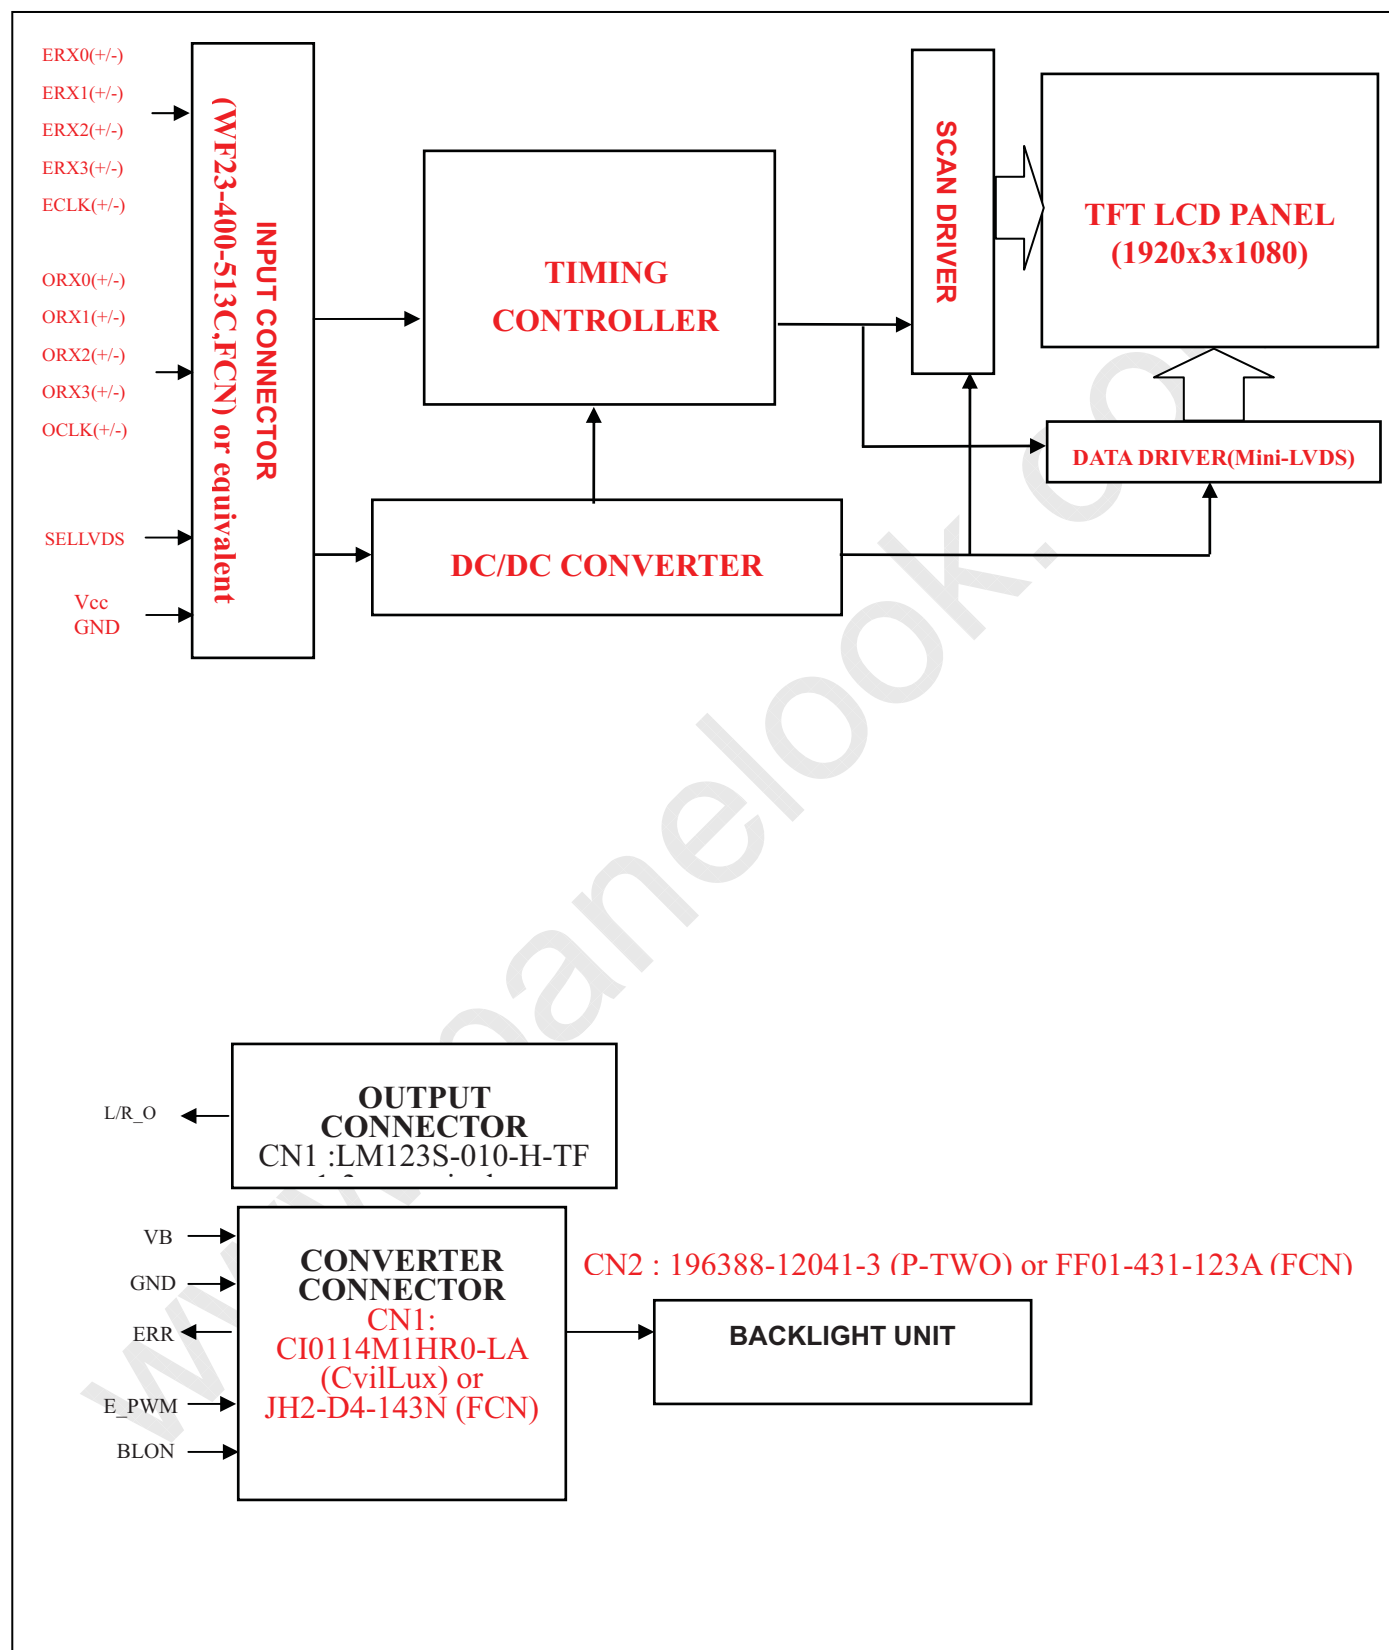 ERX0(+/-)
ERX1(+/-)
ERX2(+/-)
ERX3(+/-)
ECLK(+/-)
ORX0(+/-)
ORX1(+/-)
ORX2(+/-)
ORX3(+/-)
OCLK(+/-)
SELLVDS
Vcc
GND
INPUT CONNECTOR
(WF23-400-513C,FCN) or equivalent
TIMING
CONTROLLER
DC/DC CONVERTER
SCAN DRIVER
TFT LCD PANEL
(1920x3x1080)
DATA DRIVER(Mini-LVDS)
www.panelook.com
L/R_O
OUTPUT
CONNECTOR
CN1 :LM123S-010-H-TF
VB
GND
ERR
E_PWM
BLON
CONVERTER
CONNECTOR
CN1:
CI0114M1HR0-LA
(CvilLux) or
JH2-D4-143N (FCN)
CN2 : 196388-12041-3 (P-TWO) or FF01-431-123A (FCN)
BACKLIGHT UNIT